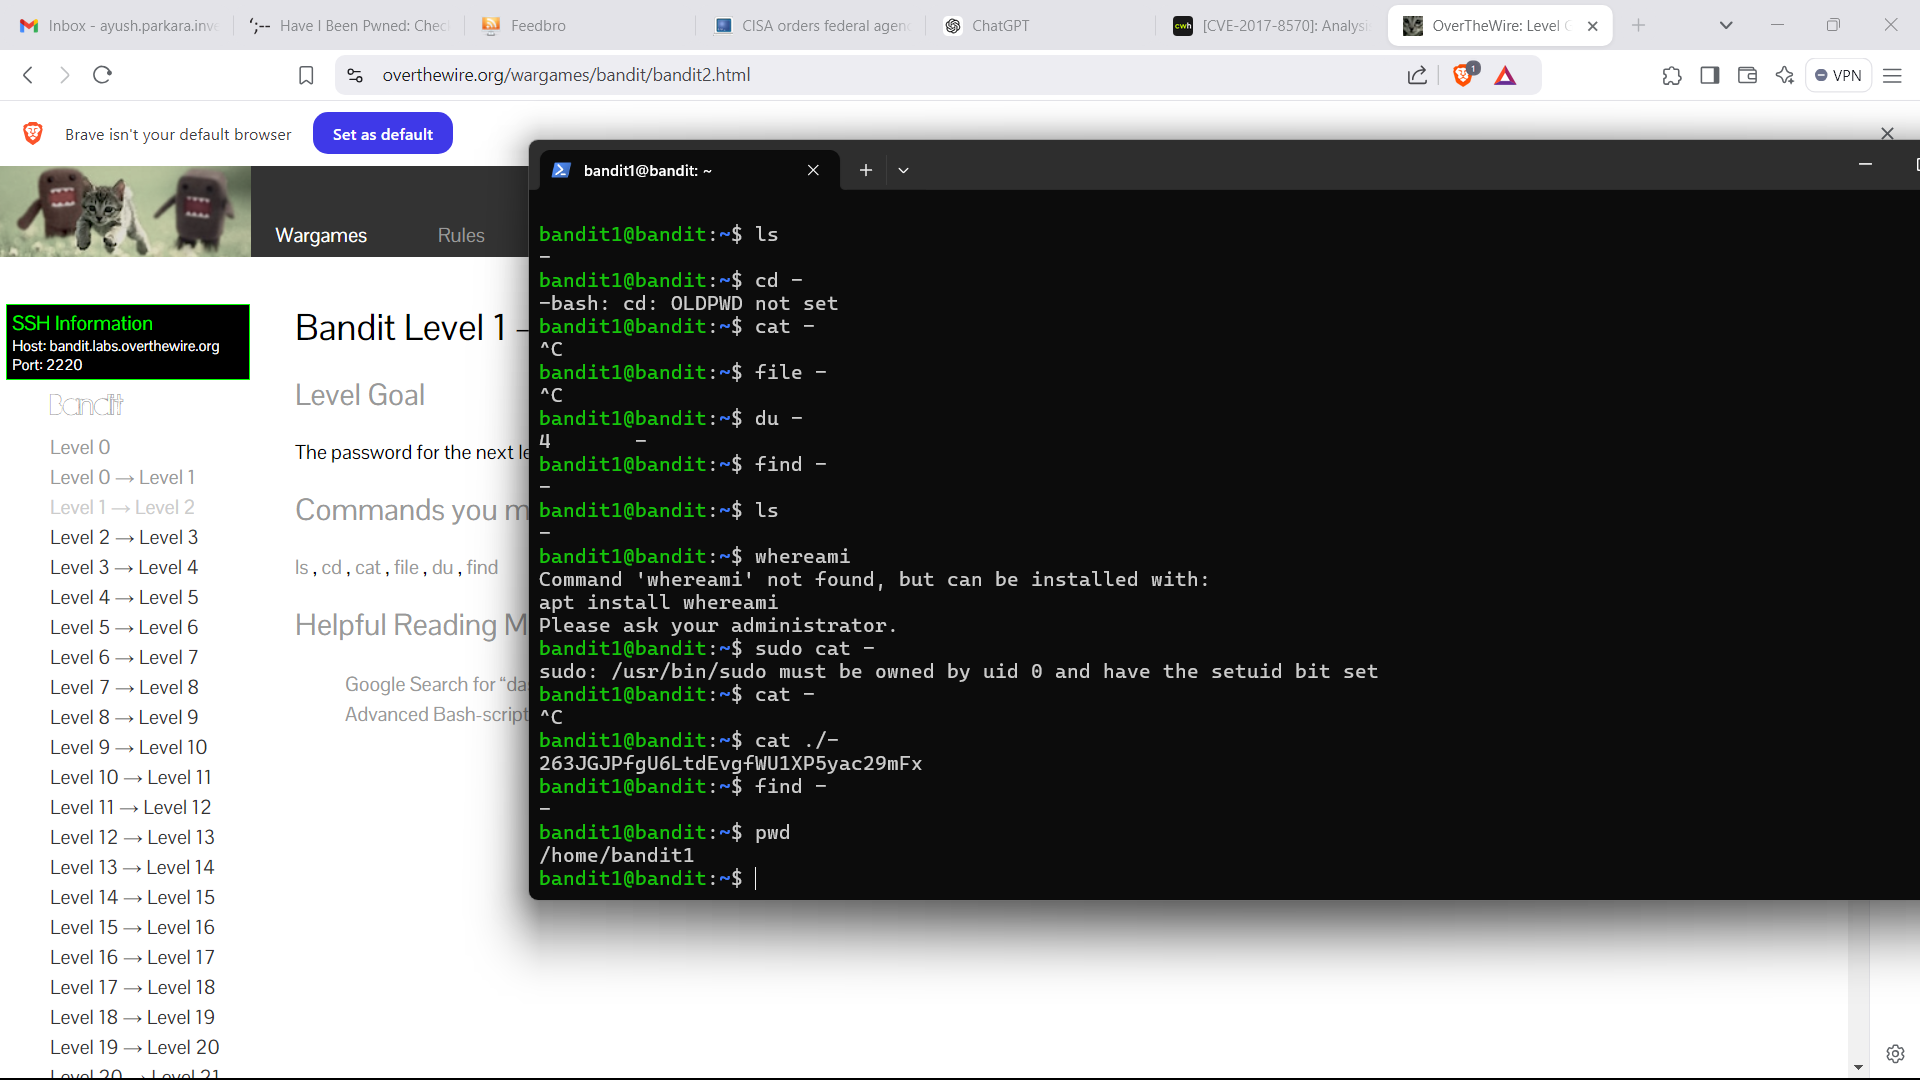 Inbox - ayush.parkara.inve
Have I Been Pwned: Chec
Feedbro
CISA orders federal agen
ChatGPT
cwh [CVE-2017-8570]: Analysi
OverTheWire: Level G
overthewire.org/wargames/bandit/bandit2.html
1
VPN
Brave isn't your default browser
Set as default
Wargames
Rules
SSH Information
Host: bandit.labs.overthewire.org
Port: 2220
Bandit
Level 0
Level 0 → Level 1
Level 1 → Level 2
Level 2 → Level 3
Level 3 → Level 4
Level 4 → Level 5
Level 5 → Level 6
Level 6 → Level 7
Level 7 → Level 8
Level 8 → Level 9
Level 9 → Level 10
Level 10 → Level 11
Level 11 → Level 12
Level 12 → Level 13
Level 13 → Level 14
Level 14 → Level 15
Level 15 → Level 16
Level 16 → Level 17
Level 17 → Level 18
Level 18 → Level 19
Level 19 → Level 20
Level 20 → Level 21
Bandit Level 1 –
Level Goal
The password for the next le
Commands you m
ls , cd , cat , file , du , find
Helpful Reading M
Google Search for “da
Advanced Bash-script
bandit1@bandit: ~
bandit1@bandit:~$ ls
-
bandit1@bandit:~$ cd -
-bash: cd: OLDPWD not set
bandit1@bandit:~$ cat -
^C
bandit1@bandit:~$ file -
^C
bandit1@bandit:~$ du -
4 -
bandit1@bandit:~$ find -
-
bandit1@bandit:~$ ls
-
bandit1@bandit:~$ whereami
Command 'whereami' not found, but can be installed with:
apt install whereami
Please ask your administrator.
bandit1@bandit:~$ sudo cat -
sudo: /usr/bin/sudo must be owned by uid 0 and have the setuid bit set
bandit1@bandit:~$ cat -
^C
bandit1@bandit:~$ cat ./-
263JGJPfgU6LtdEvgfWU1XP5yac29mFx
bandit1@bandit:~$ find -
-
bandit1@bandit:~$ pwd
/home/bandit1
bandit1@bandit:~$